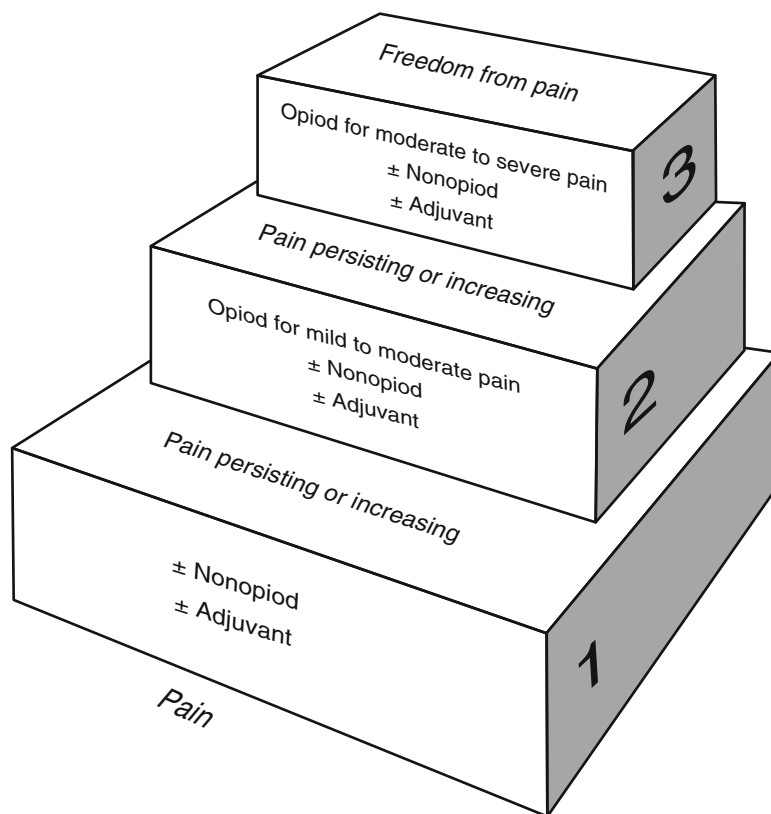 Freedom from pain
Opiod for moderate to severe pain
± Nonopiod
± Adjuvant
3
Pain persisting or increasing
Opiod for mild to moderate pain
± Nonopiod
± Adjuvant
2
Pain persisting or increasing
± Nonopiod
± Adjuvant
1
Pain